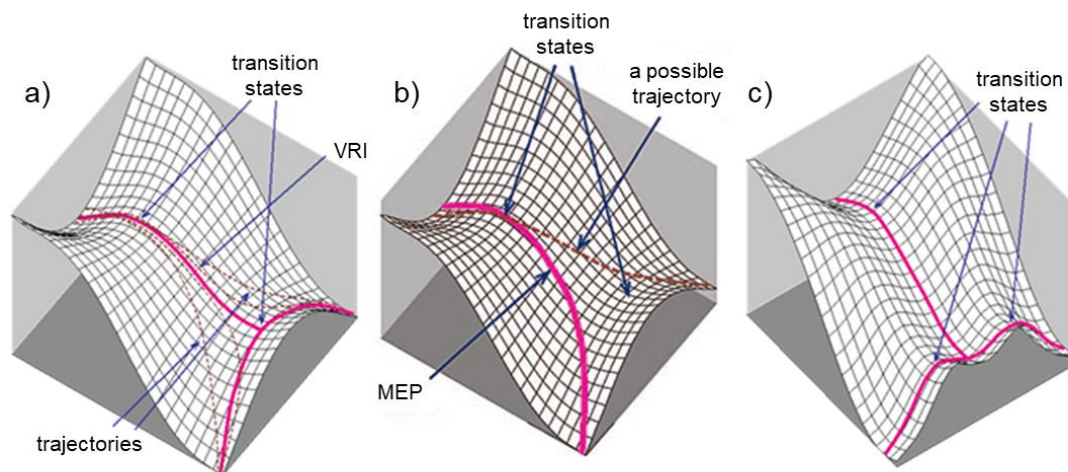 a)
transition
states
VRI
trajectories
b)
transition
states
a possible
trajectory
MEP
c)
transition
states